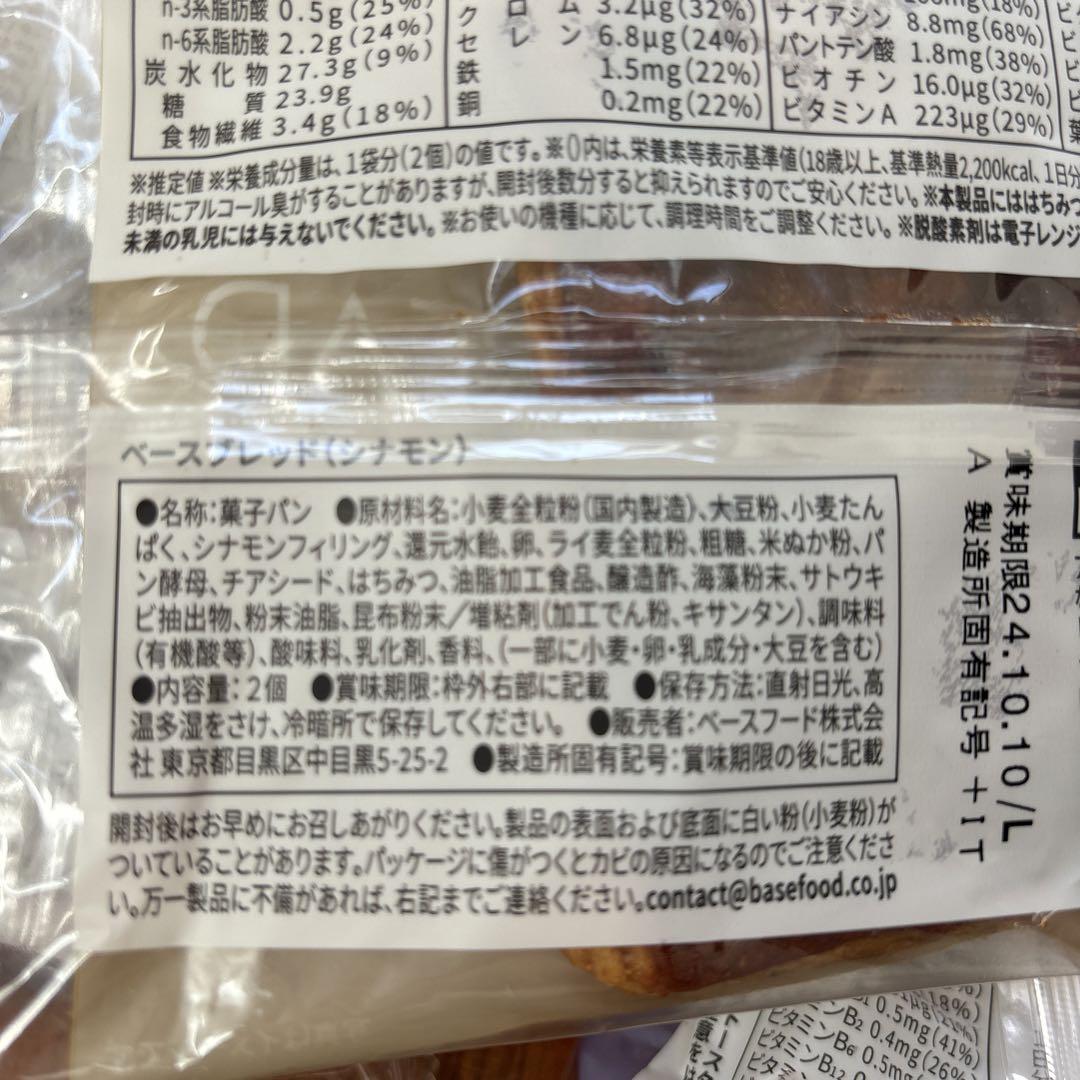 n-3系脂肪酸 0.5g(25%)
n-6系脂肪酸 2.2g(24%)
炭水化物 27.3g(9%)
糖質 23.9g
食物繊維 3.4g(18%)
クロム 3.2μg(32%)
セレン 6.8μg(24%)
鉄 1.5mg(22%)
銅 0.2mg(22%)
ナイアシン 8.8mg(68%)
パントテン酸 1.8mg(38%)
ビオチン 16.0μg(32%)
ビタミンA 223μg(29%)
※推定値 ※栄養成分量は、1袋分(2個)の値です。※()内は、栄養素等表示基準値(18歳以上、基準熱量2,200kcal、1日分
封時にアルコール臭がすることがありますが、開封後数分すると抑えられますのでご安心ください。※本製品にははちみつ
未満の乳児には与えないでください。※お使いの機種に応じて、調理時間をご調整ください。※脱酸素剤は電子レンジ
ベースブレッド(シナモン)
●名称:菓子パン ●原材料名:小麦全粒粉(国内製造)、大豆粉、小麦たん
ぱく、シナモンフィリング、還元水飴、卵、ライ麦全粒粉、粗糖、米ぬか粉、パ
ン酵母、チアシード、はちみつ、油脂加工食品、醸造酢、海藻粉末、サトウキ
ビ抽出物、粉末油脂、昆布粉末/増粘剤(加工でん粉、キサンタン)、調味料
(有機酸等)、酸味料、乳化剤、香料、(一部に小麦・卵・乳成分・大豆を含む)
●内容量:2個 ●賞味期限:枠外右部に記載 ●保存方法:直射日光、高
温多湿をさけ、冷暗所で保存してください。 ●販売者:ベースフード株式会
社 東京都目黒区中目黒5-25-2 ●製造所固有記号:賞味期限の後に記載
開封後はお早めにお召しあがりください。製品の表面および底面に白い粉(小麦粉)が
ついていることがあります。パッケージに傷がつくとカビの原因になるのでご注意くださ
い。万一製品に不備があれば、右記までご連絡ください。contact@basefood.co.jp
賞味期限24.10.10/L
A 製造所固有記号 +IT
0.5mg(41%)
ビタミンB2 0.4mg(26%)
ビタミンB6 0.5mg
ビタミンB12